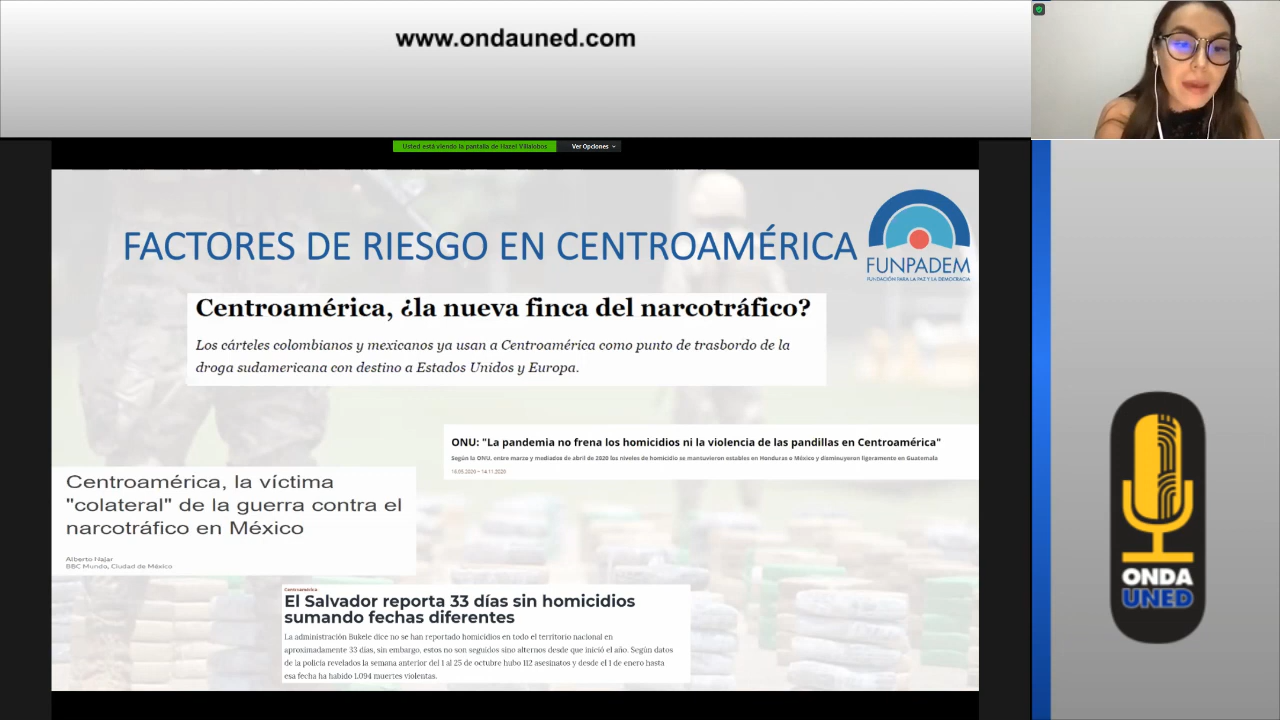 www.ondauned.com
Usted está viendo la pantalla de Hazel Villalobos
Ver Opciones
FACTORES DE RIESGO EN CENTROAMÉRICA
FUNPADEM
FUNDACIÓN PARA LA PAZ Y LA DEMOCRACIA
Centroamérica, ¿la nueva finca del narcotráfico?
Los cárteles colombianos y mexicanos ya usan a Centroamérica como punto de trasbordo de la
droga sudamericana con destino a Estados Unidos y Europa.
ONU: "La pandemia no frena los homicidios ni la violencia de las pandillas en Centroamérica"
Según la ONU, entre marzo y mediados de abril de 2020 los niveles de homicidio se mantuvieron estables en Honduras o México y disminuyeron ligeramente en Guatemala
15.05.2020 – 14.11.2020
Centroamérica, la víctima
"colateral" de la guerra contra el
narcotráfico en México
Alberto Najar
BBC Mundo, Ciudad de México
Centroamérica
El Salvador reporta 33 días sin homicidios
sumando fechas diferentes
La administración Bukele dice no se han reportado homicidios en todo el territorio nacional en
aproximadamente 33 días, sin embargo, estos no son seguidos sino alternos desde que inició el año. Según datos
de la policía revelados la semana anterior del 1 al 25 de octubre hubo 112 asesinatos y desde el 1 de enero hasta
esa fecha ha habido 1.094 muertes violentas.
ONDA
UNED